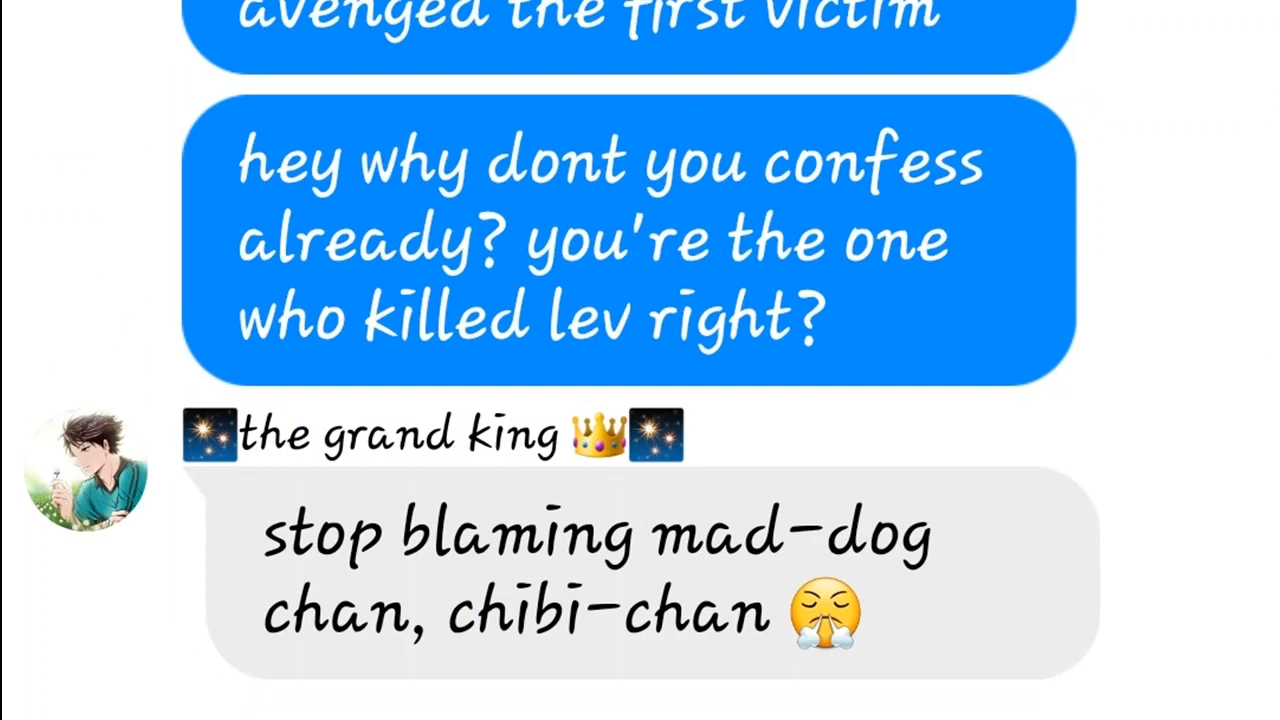 avenged the first victim
hey why dont you confess
already? you're the one
who killed lev right?
🎇the grand king 👑🎇
stop blaming mad-dog
chan, chibi-chan 😤